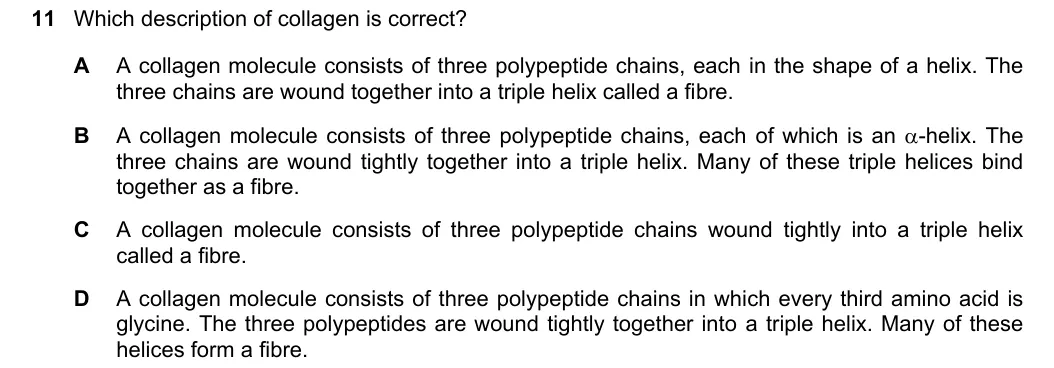 11 Which description of collagen is correct?
A A collagen molecule consists of three polypeptide chains, each in the shape of a helix. The
three chains are wound together into a triple helix called a fibre.
B A collagen molecule consists of three polypeptide chains, each of which is an α-helix. The
three chains are wound tightly together into a triple helix. Many of these triple helices bind
together as a fibre.
C A collagen molecule consists of three polypeptide chains wound tightly into a triple helix
called a fibre.
D A collagen molecule consists of three polypeptide chains in which every third amino acid is
glycine. The three polypeptides are wound tightly together into a triple helix. Many of these
helices form a fibre.